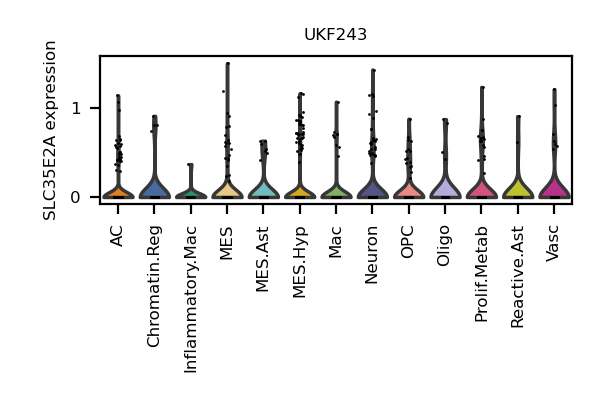 UKF243
SLC35E2A expression
1
0
AC
Chromatin.Reg
Inflammatory.Mac
MES
MES.Ast
MES.Hyp
Mac
Neuron
OPC
Oligo
Prolif.Metab
Reactive.Ast
Vasc